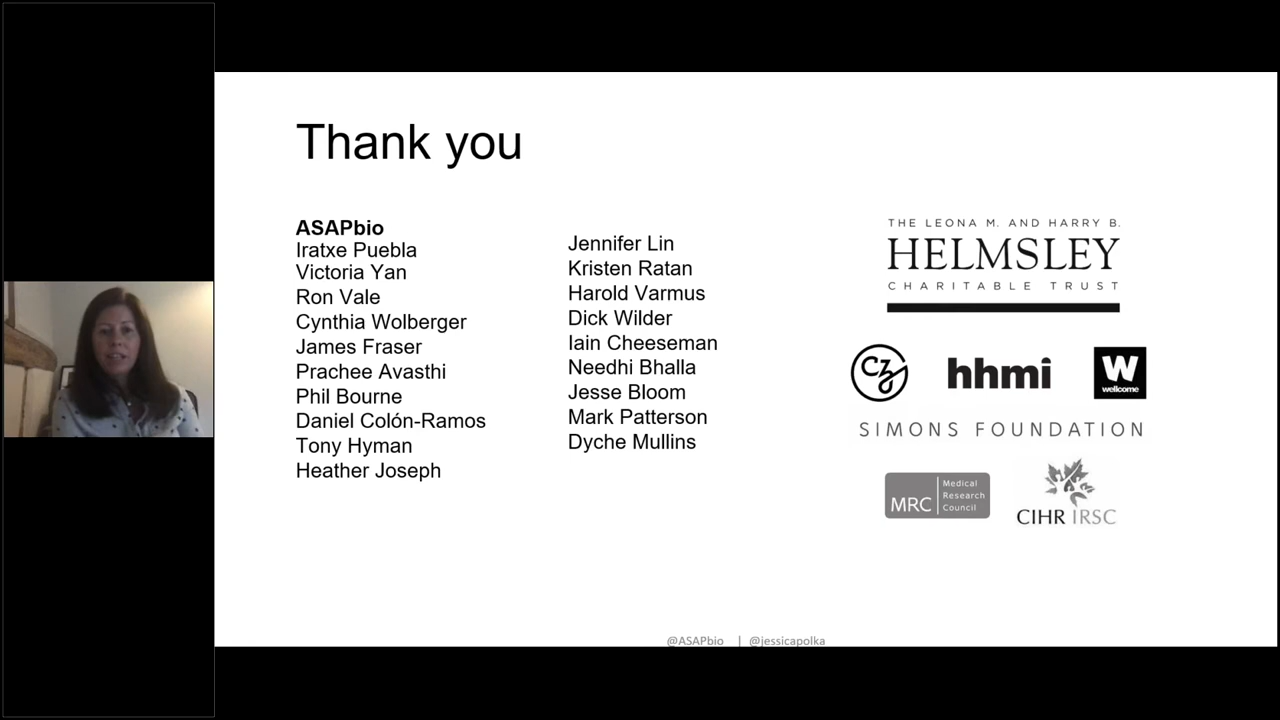 Thank you
ASAPbio
Iratxe Puebla
Victoria Yan
Ron Vale
Cynthia Wolberger
James Fraser
Prachee Avasthi
Phil Bourne
Daniel Colón-Ramos
Tony Hyman
Heather Joseph
Jennifer Lin
Kristen Ratan
Harold Varmus
Dick Wilder
Iain Cheeseman
Needhi Bhalla
Jesse Bloom
Mark Patterson
Dyche Mullins
THE LEONA M. AND HARRY B.
HELMSLEY
CHARITABLE TRUST
CZ
hhmi
W
wellcome
SIMONS FOUNDATION
MRC
Medical
Research
Council
CIHR IRSC
@ASAPbio | @jessicapolka